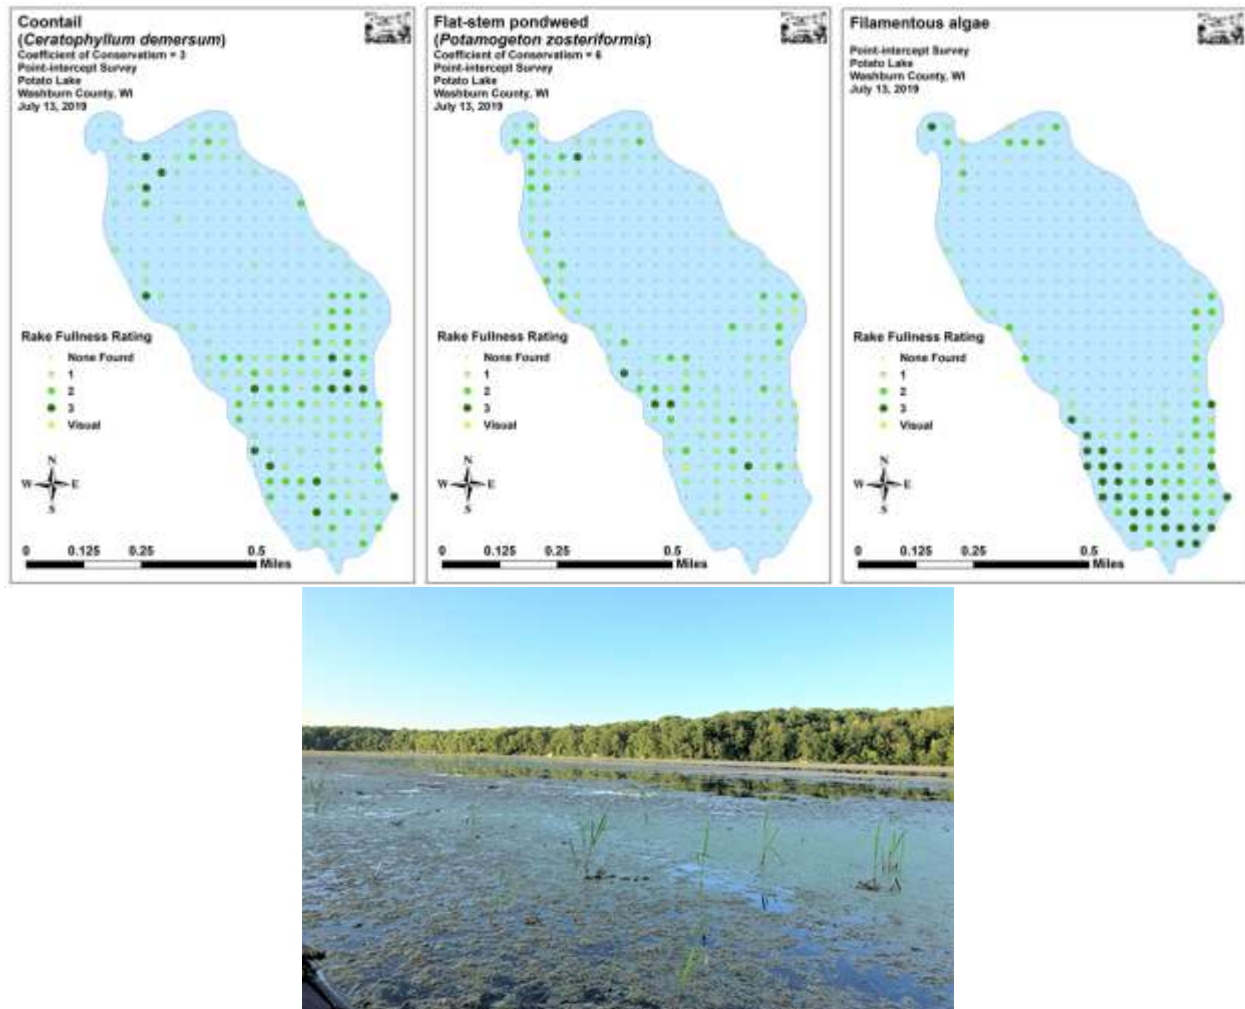 Coontail
(Ceratophyllum demersum)
Coefficient of Conservatism = 3
Point-intercept Survey
Potato Lake
Washburn County, WI
July 13, 2019
Rake Fullness Rating
None Found
1
2
3
Visual
N
W E
S
0 0.125 0.25 0.5
Miles
Flat-stem pondweed
(Potamogeton zosteriformis)
Coefficient of Conservatism = 6
Point-intercept Survey
Potato Lake
Washburn County, WI
July 13, 2019
Rake Fullness Rating
None Found
1
2
3
Visual
N
W E
S
0 0.125 0.25 0.5
Miles
Filamentous algae
Point-intercept Survey
Potato Lake
Washburn County, WI
July 13, 2019
Rake Fullness Rating
None Found
1
2
3
Visual
N
W E
S
0 0.125 0.25 0.5
Miles